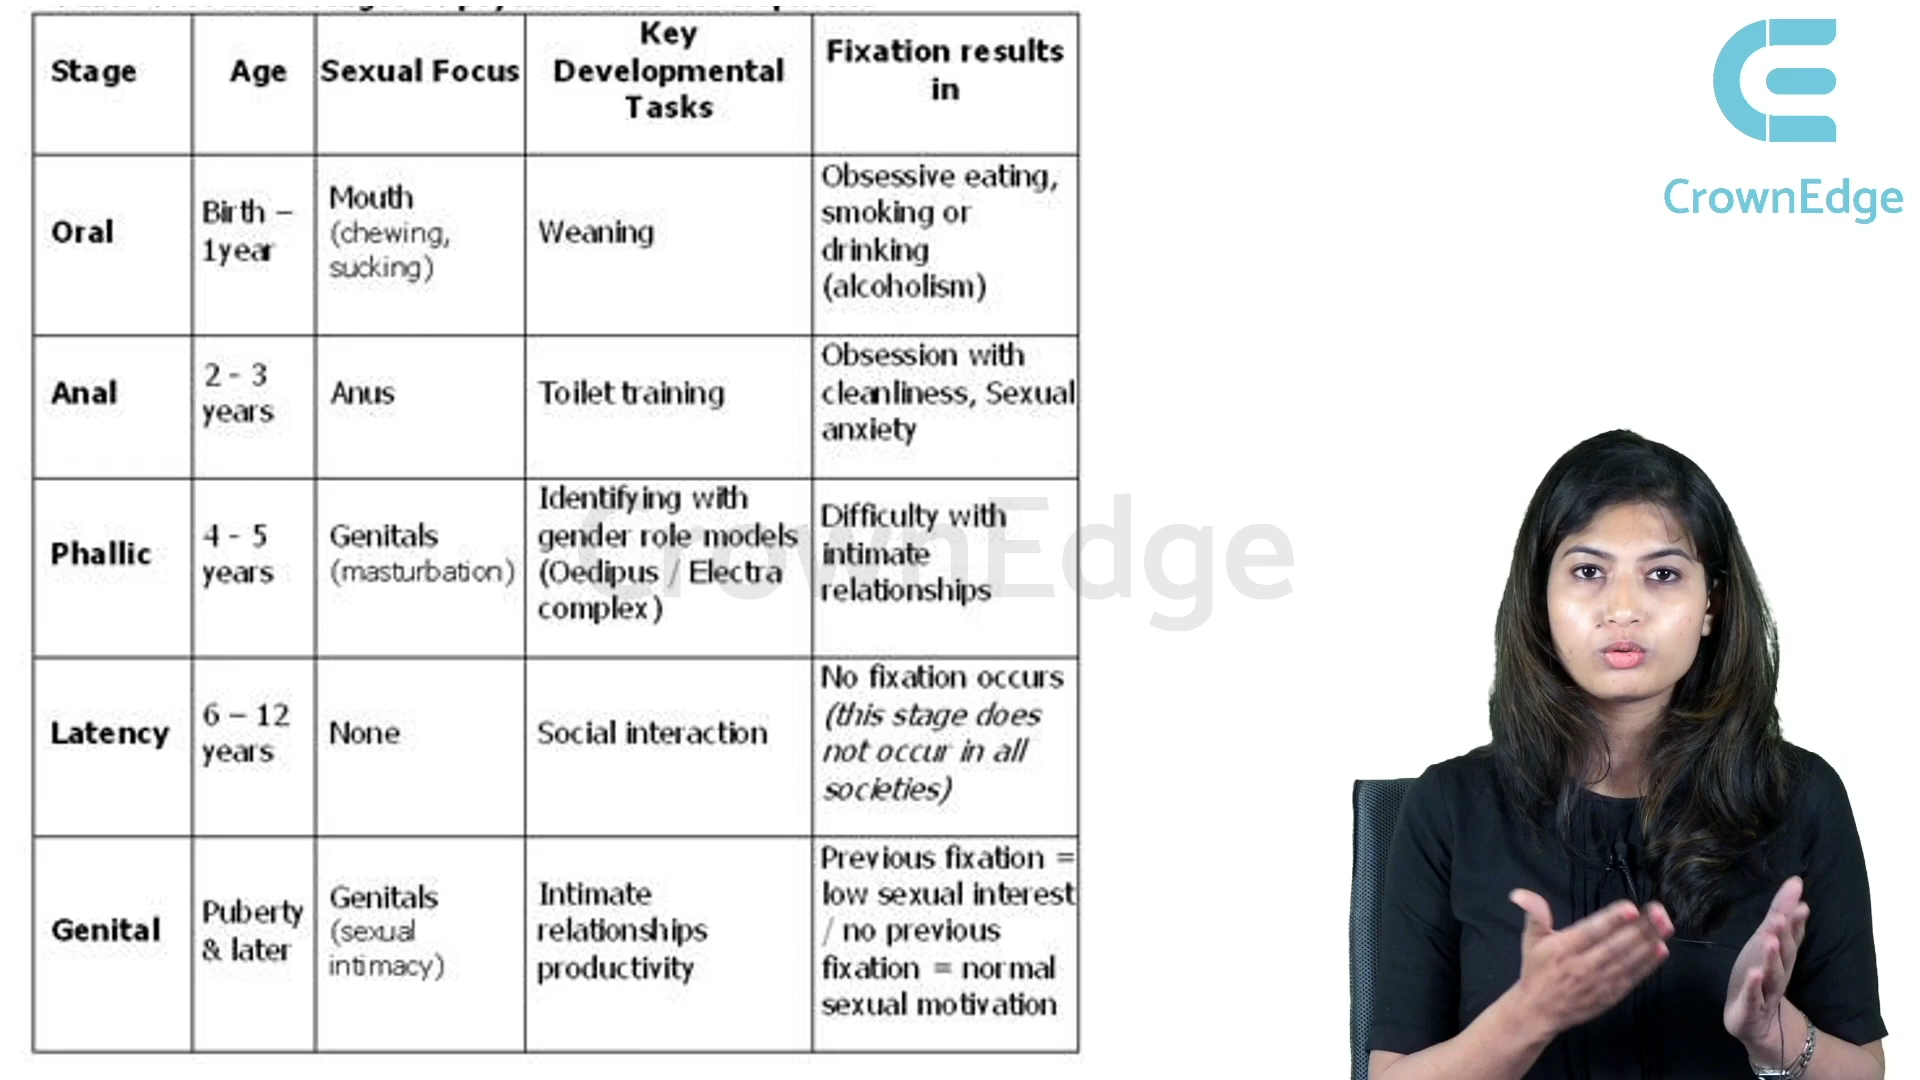 Stage
Age
Sexual Focus
Key
Developmental
Tasks
Fixation results
in
Oral
Birth –
1year
Mouth
(chewing,
sucking)
Weaning
Obsessive eating,
smoking or
drinking
(alcoholism)
Anal
2 - 3
years
Anus
Toilet training
Obsession with
cleanliness, Sexual
anxiety
Phallic
4 - 5
years
Genitals
(masturbation)
Identifying with
gender role models
(Oedipus / Electra
complex)
Difficulty with
intimate
relationships
Latency
6 – 12
years
None
Social interaction
No fixation occurs
(this stage does
not occur in all
societies)
Genital
Puberty
& later
Genitals
(sexual
intimacy)
Intimate
relationships
productivity
Previous fixation =
low sexual interest
/ no previous
fixation = normal
sexual motivation
CrownEdge
CrownEdge